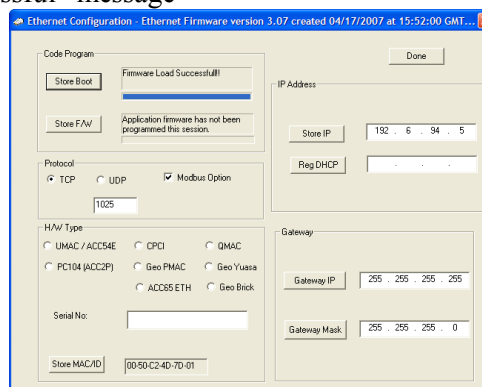 message
Ethernet Configuration - Ethernet Firmware version 3.07 created 04/17/2007 at 15:52:00 GMT...
Code Program
Store Boot
Firmware Load Successfull!!
Store F/W
Application firmware has not been
programmed this session.
Done
IP Address
Store IP
192 . 6 . 94 . 5
Reg DHCP
. . .
Protocol
TCP
UDP
Modbus Option
1025
H/W Type
UMAC / ACC54E
CPCI
QMAC
PC104 (ACC2P)
Geo PMAC
Geo Yuasa
ACC65 ETH
Geo Brick
Serial No:
Store MAC/ID
00-50-C2-4D-7D-01
Gateway
Gateway IP
255 . 255 . 255 . 255
Gateway Mask
255 . 255 . 255 . 0